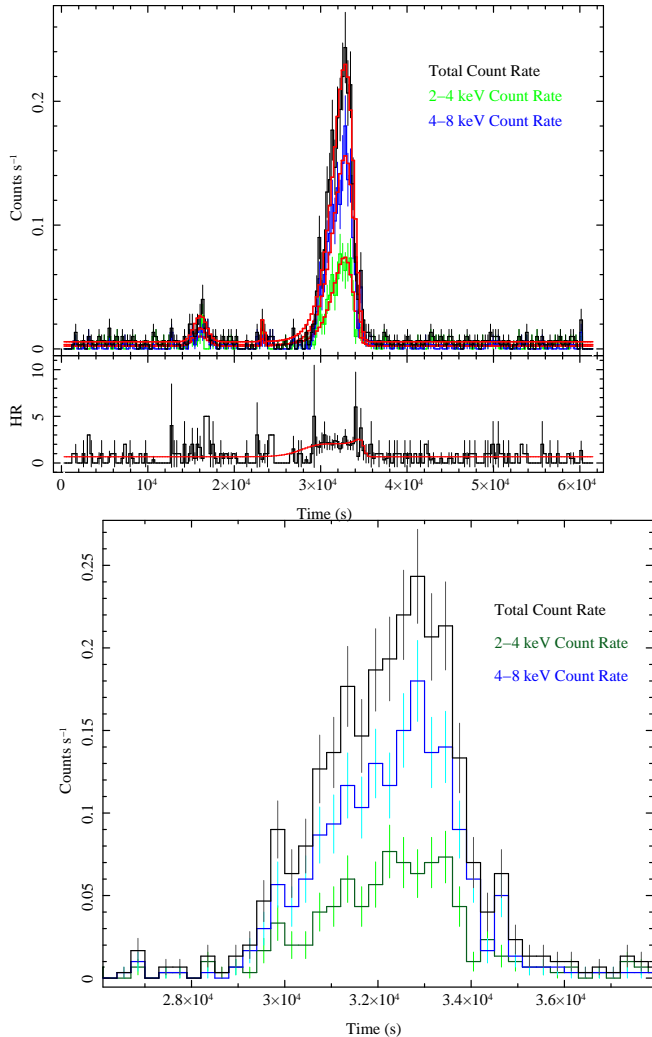 Total Count Rate
2–4 keV Count Rate
4–8 keV Count Rate
Counts s⁻¹
0.2
0.1
0
HR
10
5
0
0 10⁴ 2×10⁴ 3×10⁴ 4×10⁴ 5×10⁴ 6×10⁴
Time (s)
Total Count Rate
2–4 keV Count Rate
4–8 keV Count Rate
Counts s⁻¹
0.25
0.2
0.15
0.1
0.05
0
2.8×10⁴ 3×10⁴ 3.2×10⁴ 3.4×10⁴ 3.6×10⁴
Time (s)